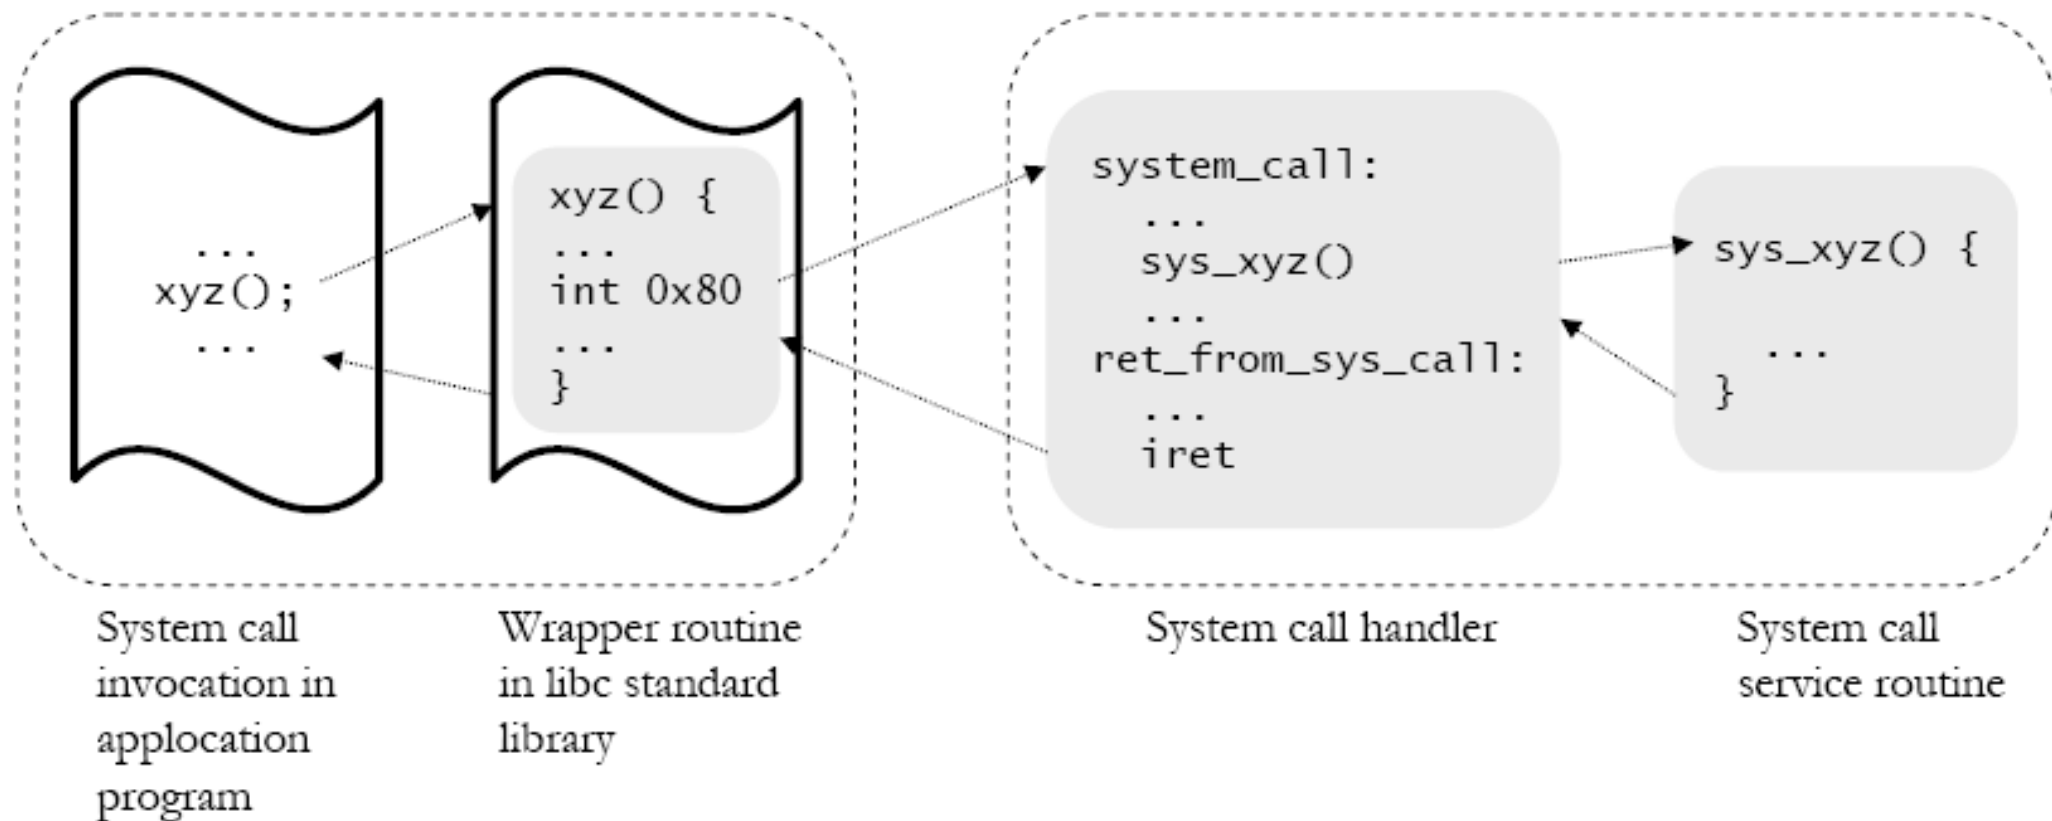 ...
xyz();
...
xyz() {
...
int 0x80
...
}
system_call:
...
sys_xyz()
...
ret_from_sys_call:
...
iret
sys_xyz() {
...
}
System call
invocation in
applocation
program
Wrapper routine
in libc standard
library
System call handler
System call
service routine